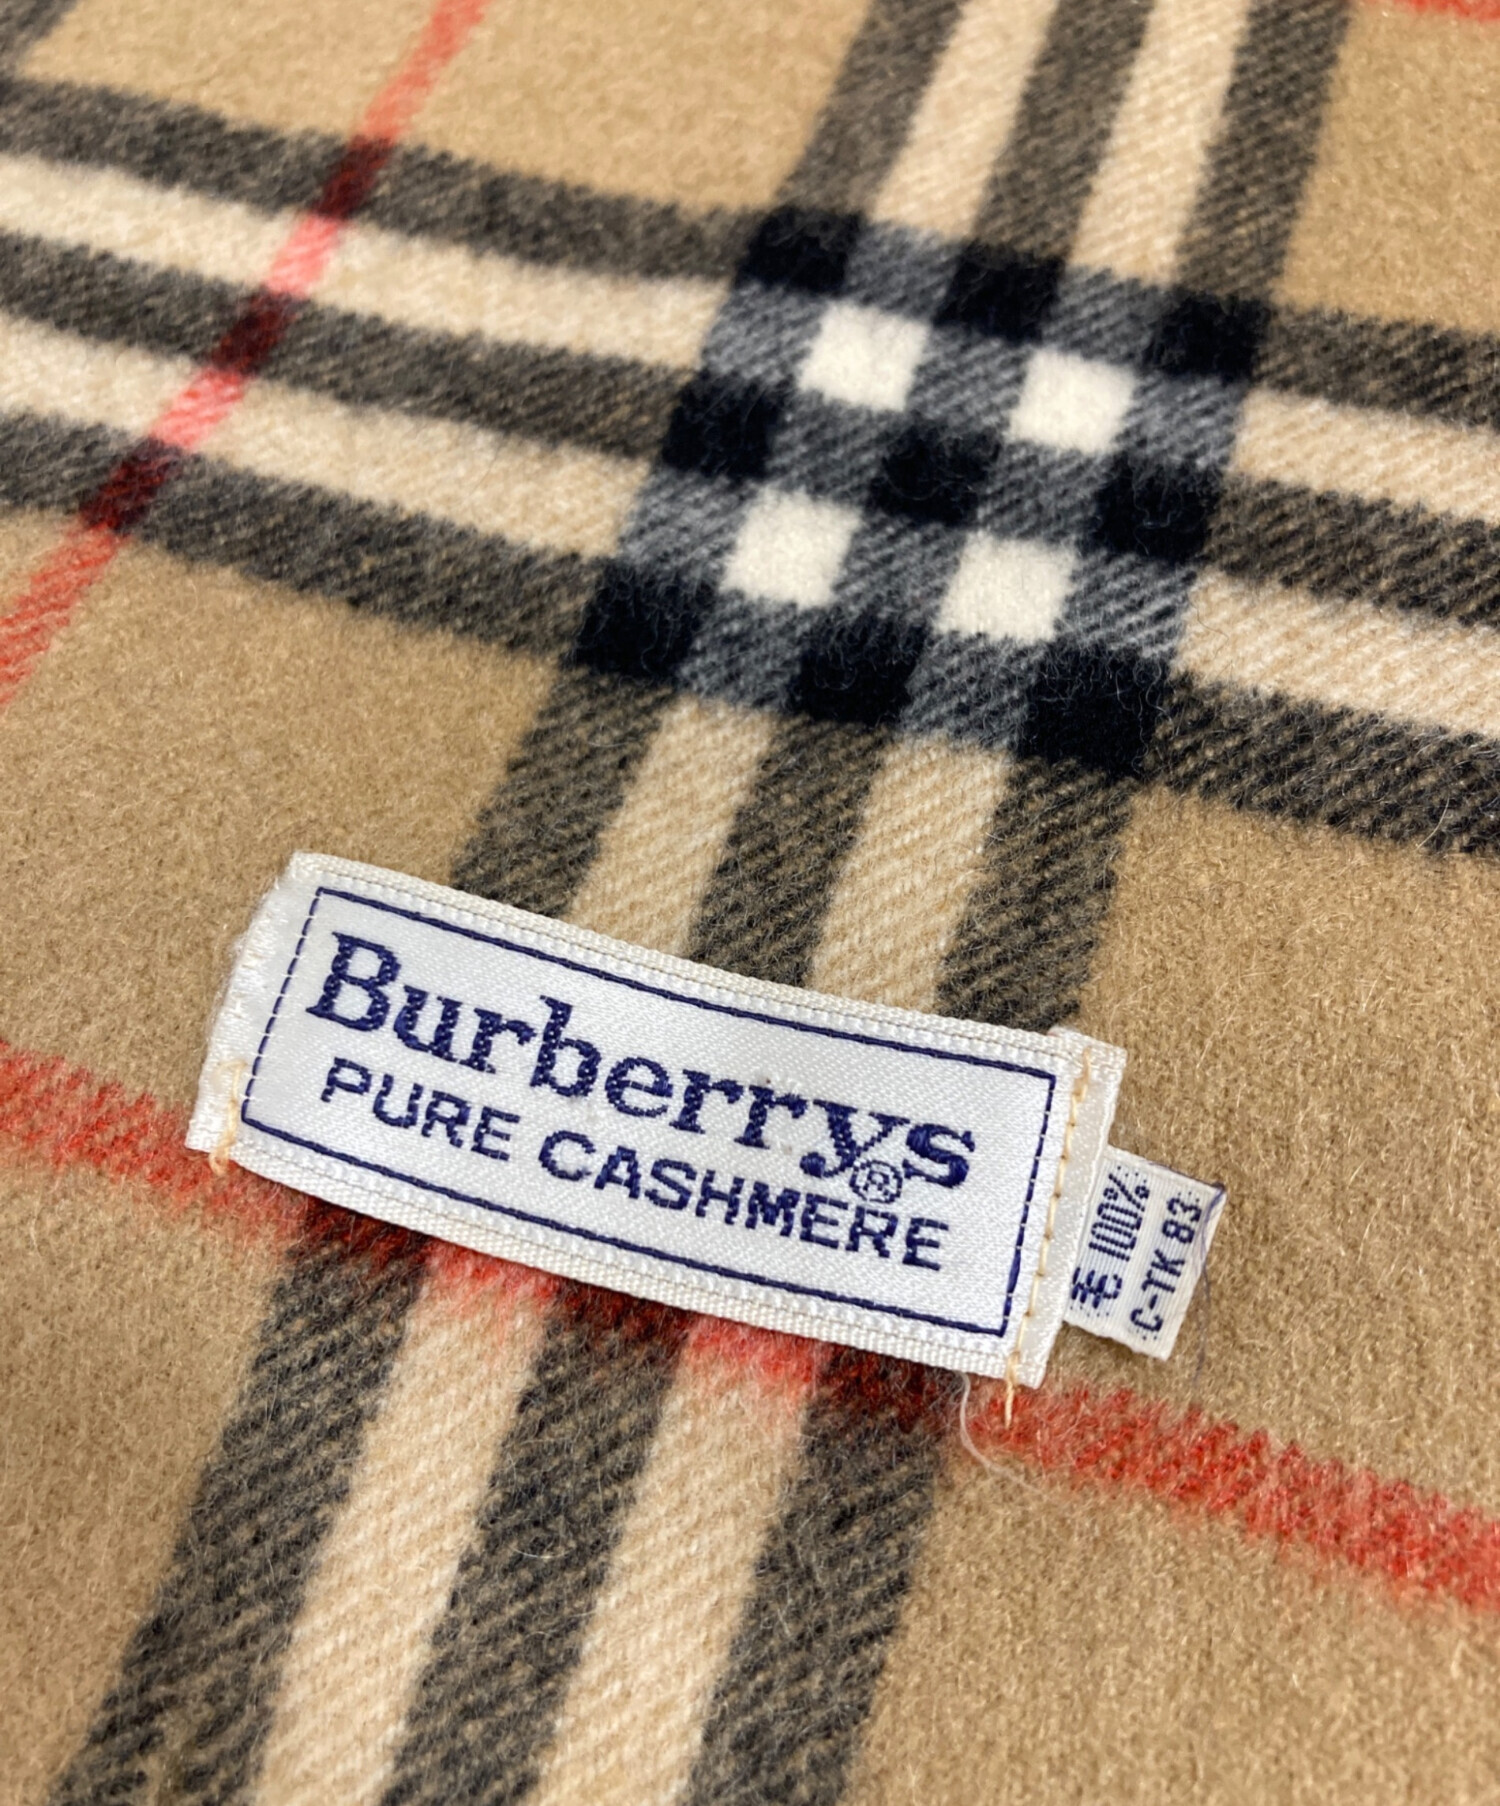 Burberrys®
PURE CASHMERE
毛 100%
C-TK 83